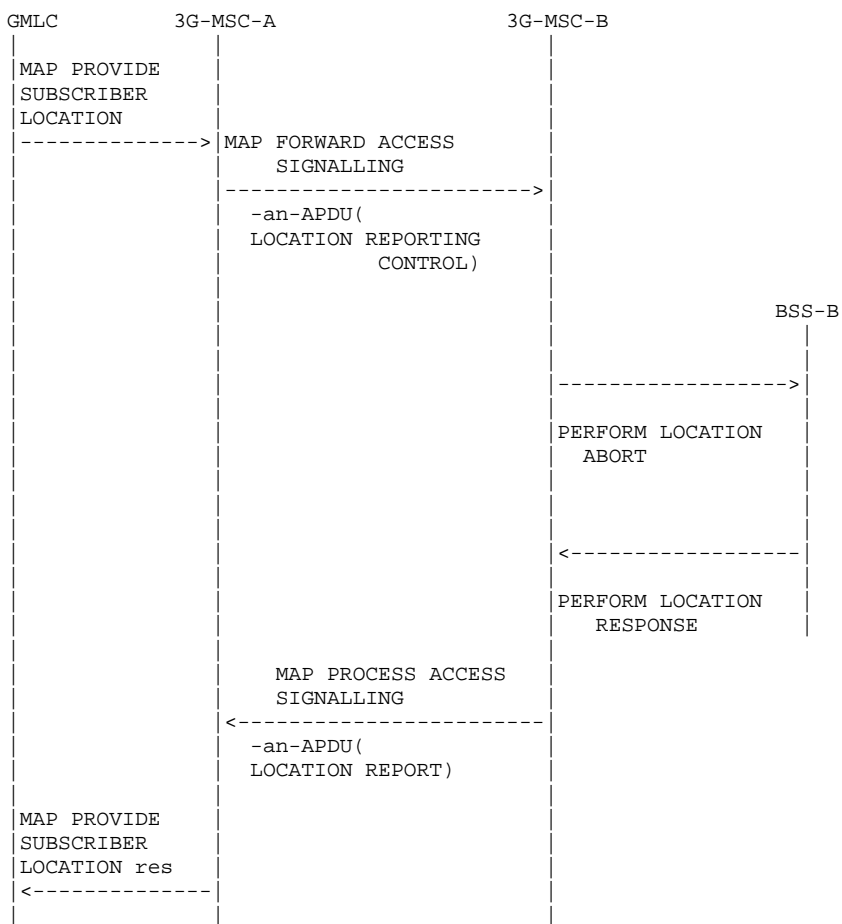 GMLC 3G-MSC-A 3G-MSC-B
MAP PROVIDE
SUBSCRIBER
LOCATION
MAP FORWARD ACCESS
SIGNALLING
-an-APDU(
LOCATION REPORTING
CONTROL)
BSS-B
PERFORM LOCATION
ABORT
PERFORM LOCATION
RESPONSE
MAP PROCESS ACCESS
SIGNALLING
-an-APDU(
LOCATION REPORT)
MAP PROVIDE
SUBSCRIBER
LOCATION res